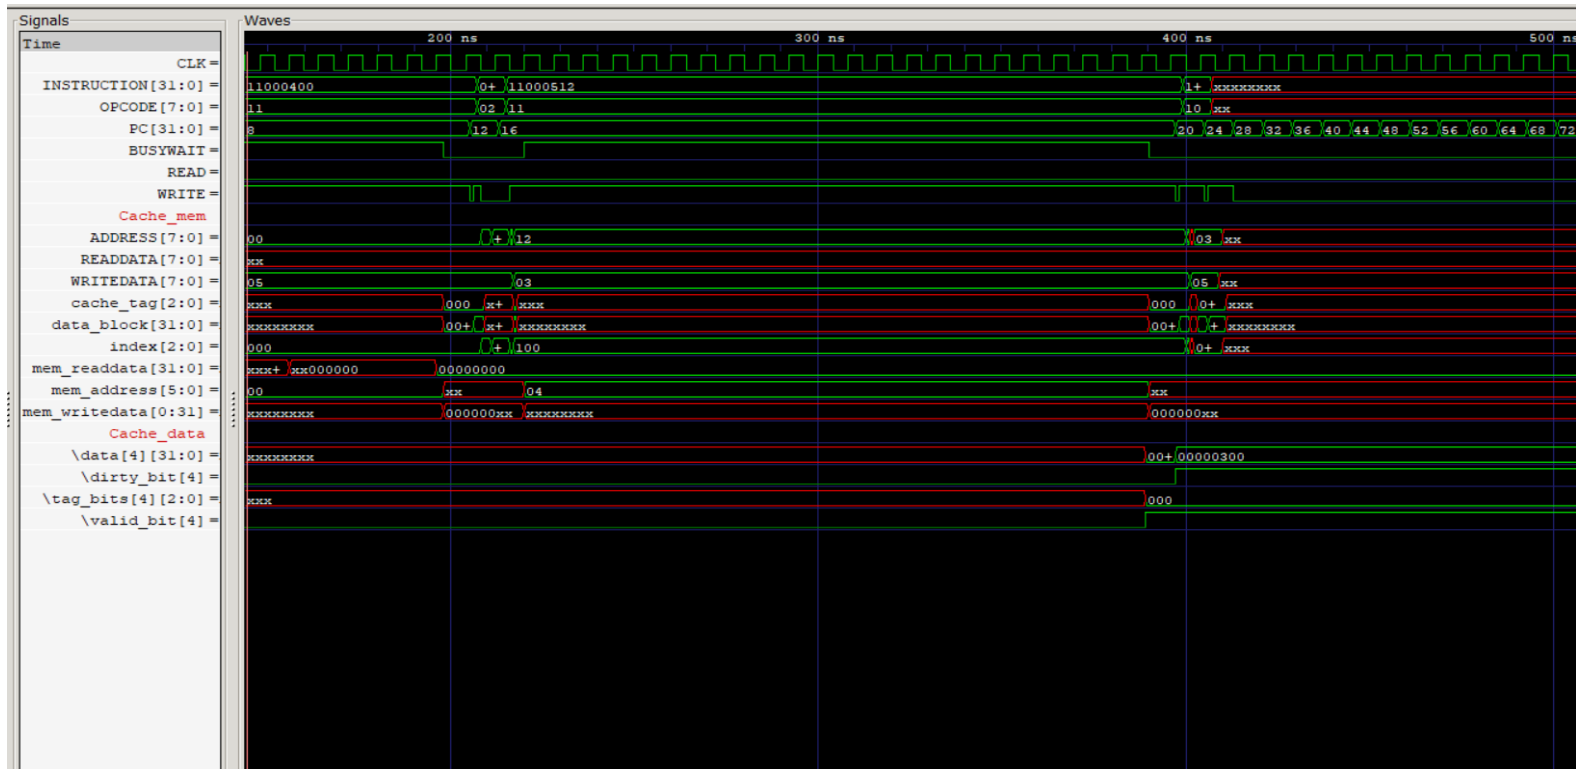 Signals Waves
Time 200 ns 300 ns 400 ns 500 ns
CLK =
INSTRUCTION[31:0] = 11000400 0+ 11000512 1+ xxxxxxxx
OPCODE[7:0] = 11 02 11 10 xx
PC[31:0] = 8 12 16 20 24 28 32 36 40 44 48 52 56 60 64 68 72
BUSYWAIT =
READ =
WRITE =
Cache_mem
ADDRESS[7:0] = 00 + 12 03 xx
READDATA[7:0] = xx
WRITEDATA[7:0] = 05 03 05 xx
cache_tag[2:0] = xxx 000 x+ xxx 000 0+ xxx
data_block[31:0] = xxxxxxxx 00+ x+ xxxxxxxx 00+ + xxxxxxxx
index[2:0] = 000 + 100 0+ xxx
mem_readdata[31:0] = xxx+ xx000000 00000000
mem_address[5:0] = 00 xx 04 xx
mem_writedata[0:31] = xxxxxxxx 000000xx xxxxxxxx 000000xx
Cache_data
\data[4][31:0] = xxxxxxxx 00+ 00000300
\dirty_bit[4] =
\tag_bits[4][2:0] = xxx 000
\valid_bit[4] =